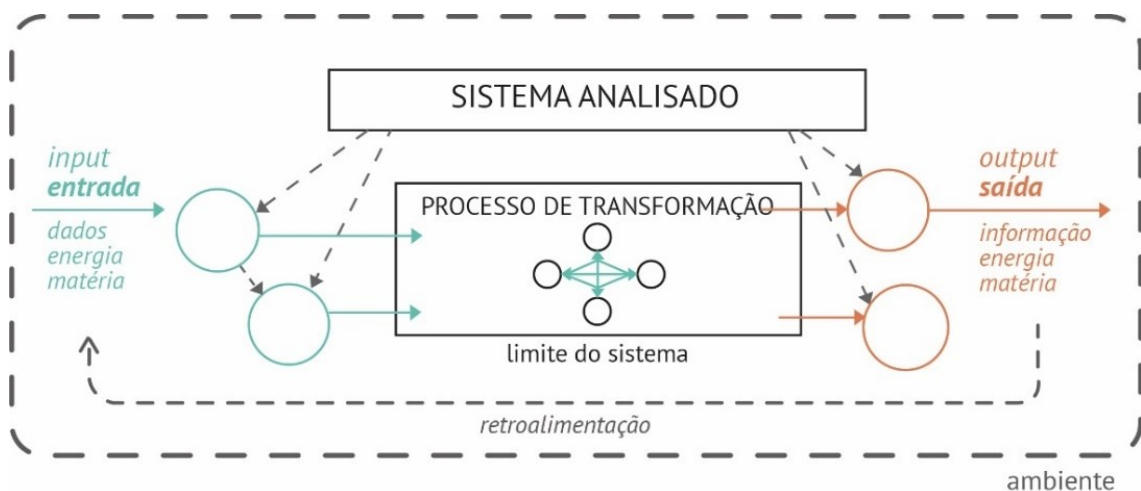 SISTEMA ANALISADO
input
entrada
dados
energia
matéria
PROCESSO DE TRANSFORMAÇÃO
limite do sistema
output
saída
informação
energia
matéria
retroalimentação
ambiente